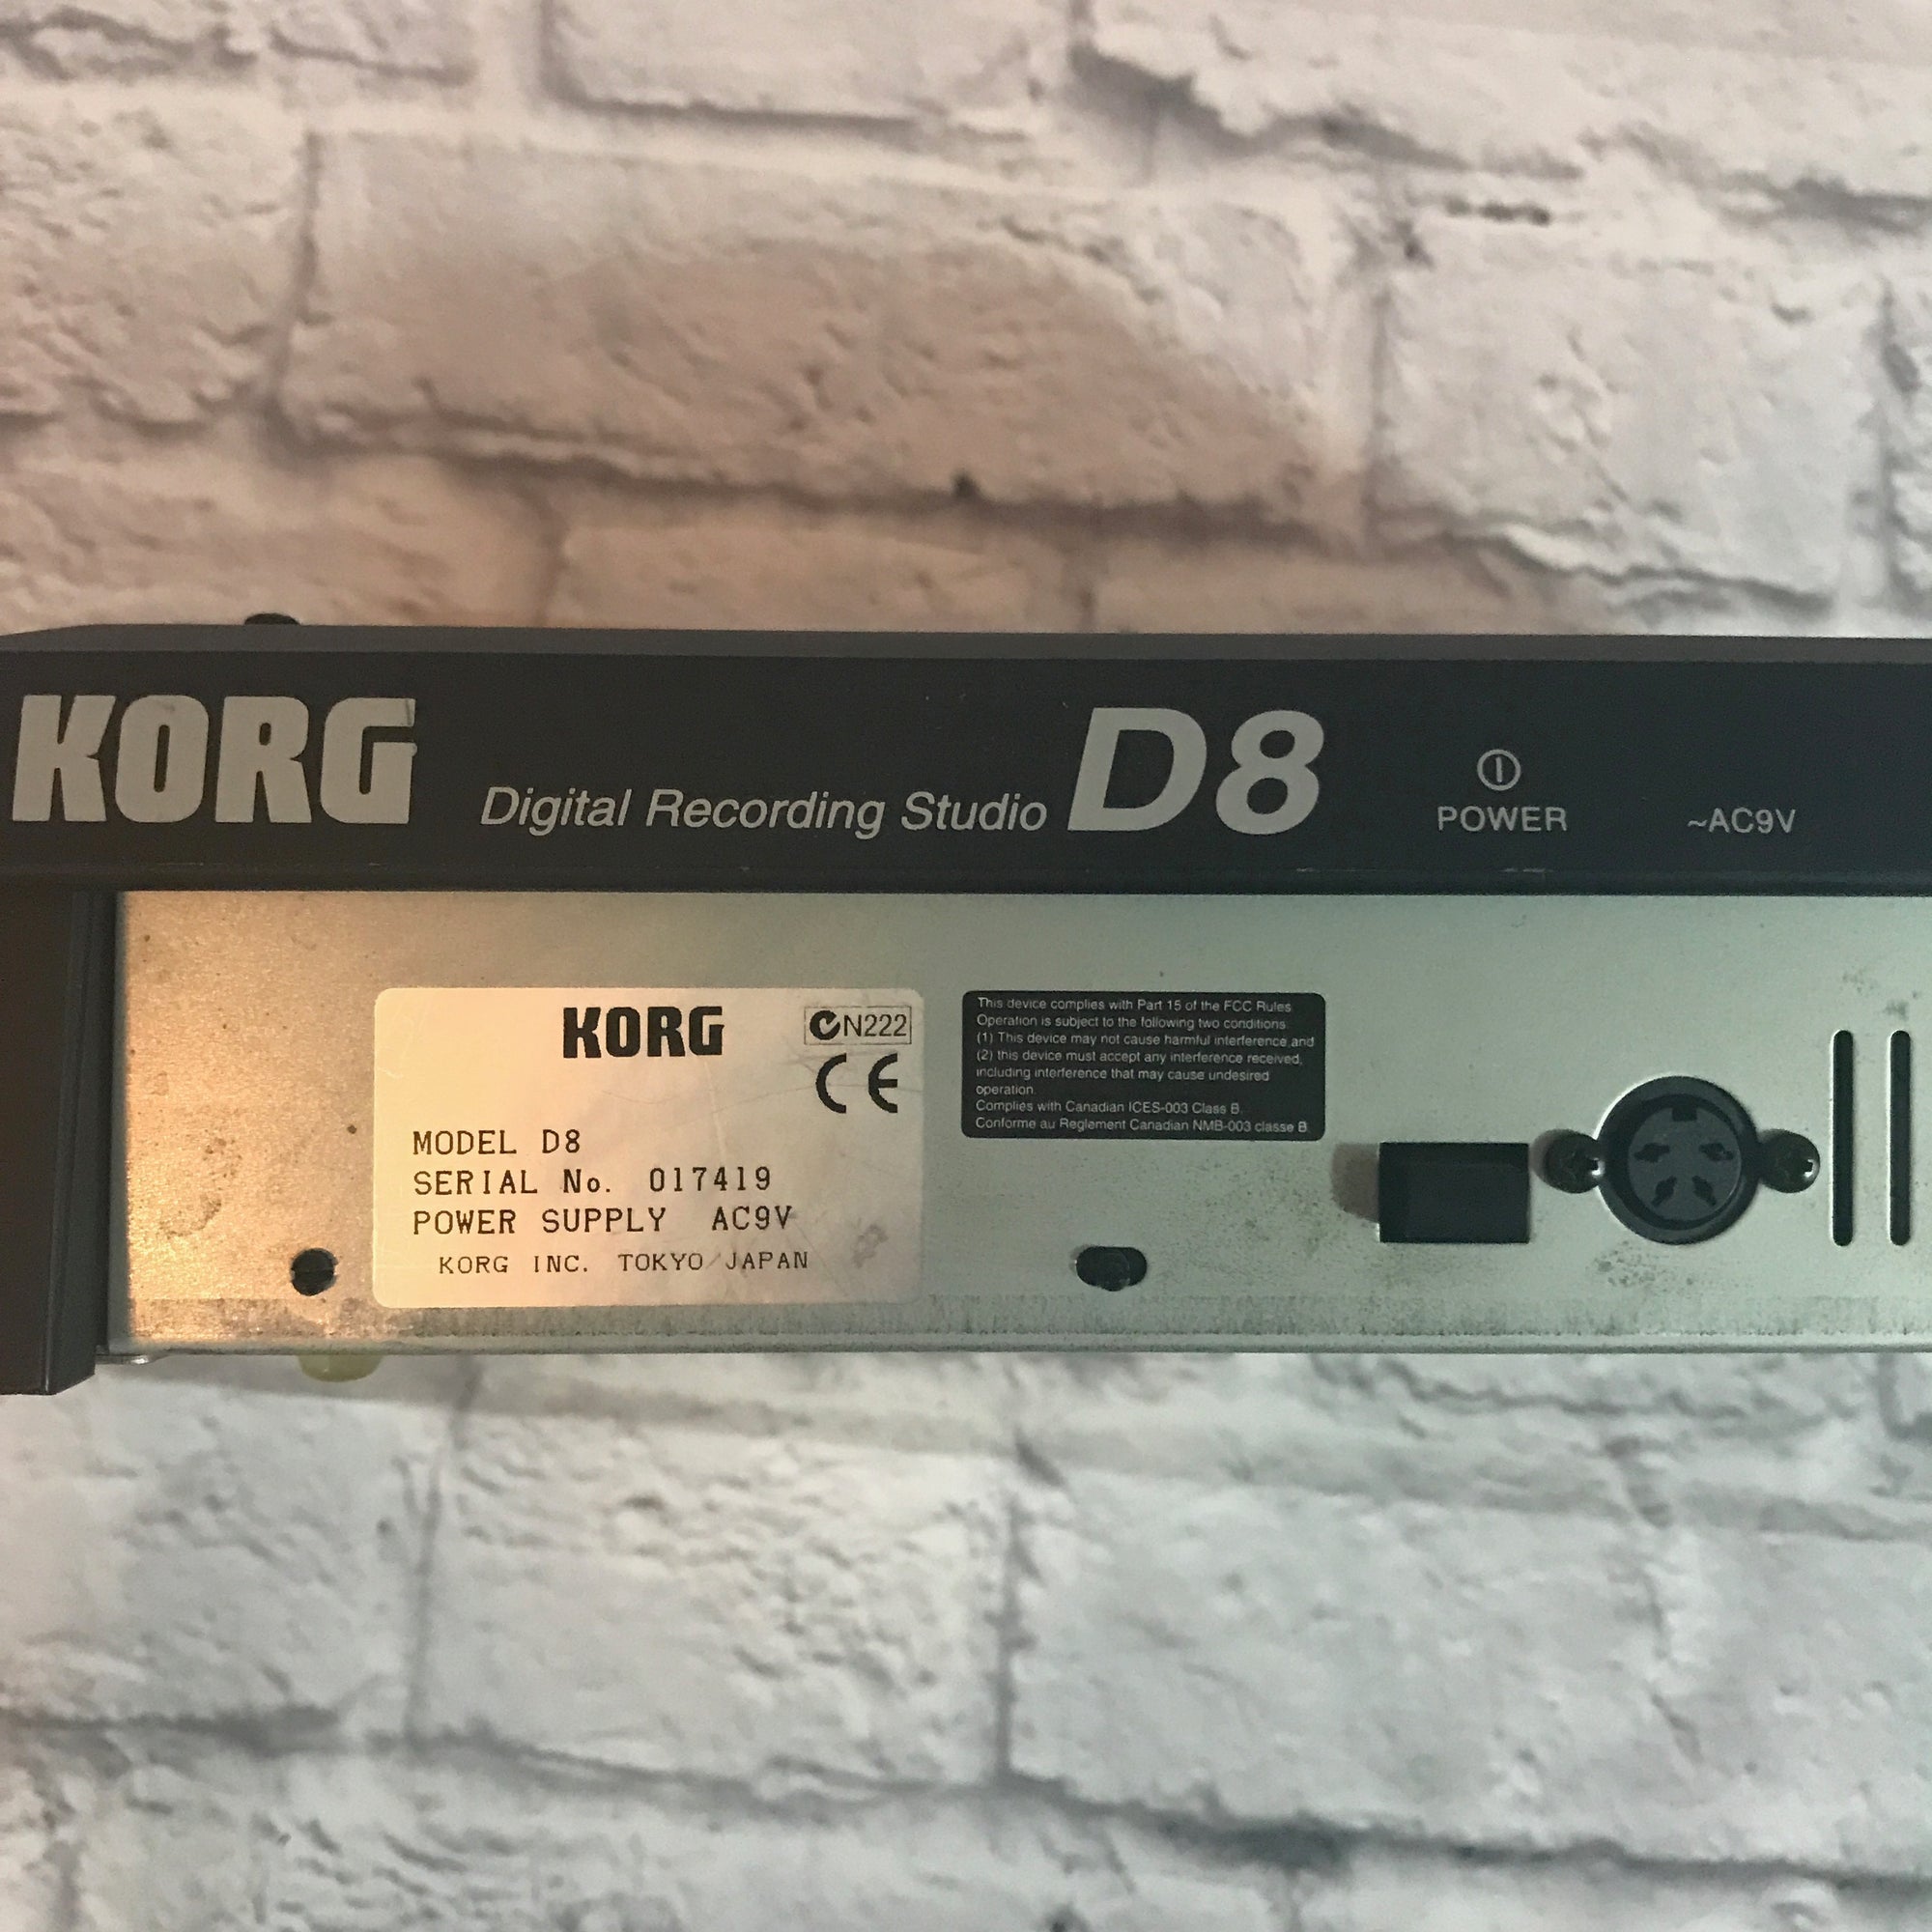 KORG Digital Recording Studio D8 POWER ~AC9V
KORG
N222
CE
MODEL D8
SERIAL No. 017419
POWER SUPPLY AC9V
KORG INC. TOKYO/JAPAN
This device complies with Part 15 of the FCC Rules.
Operation is subject to the following two conditions:
(1) This device may not cause harmful interference,and
(2) this device must accept any interference received,
including interference that may cause undesired
operation.
Complies with Canadian ICES-003 Class B.
Conforme au Reglement Canadien NMB-003 classe B.